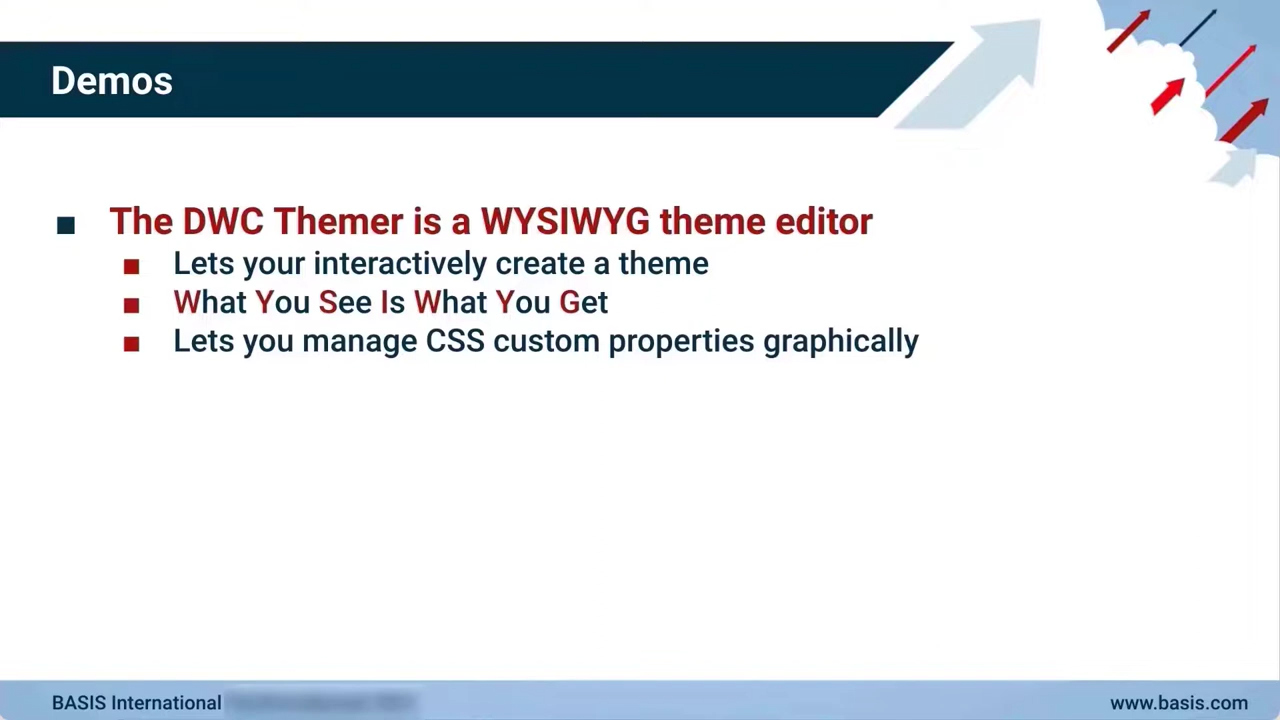 Demos
The DWC Themer is a WYSIWYG theme editor
Lets your interactively create a theme
What You See Is What You Get
Lets you manage CSS custom properties graphically
BASIS International
www.basis.com